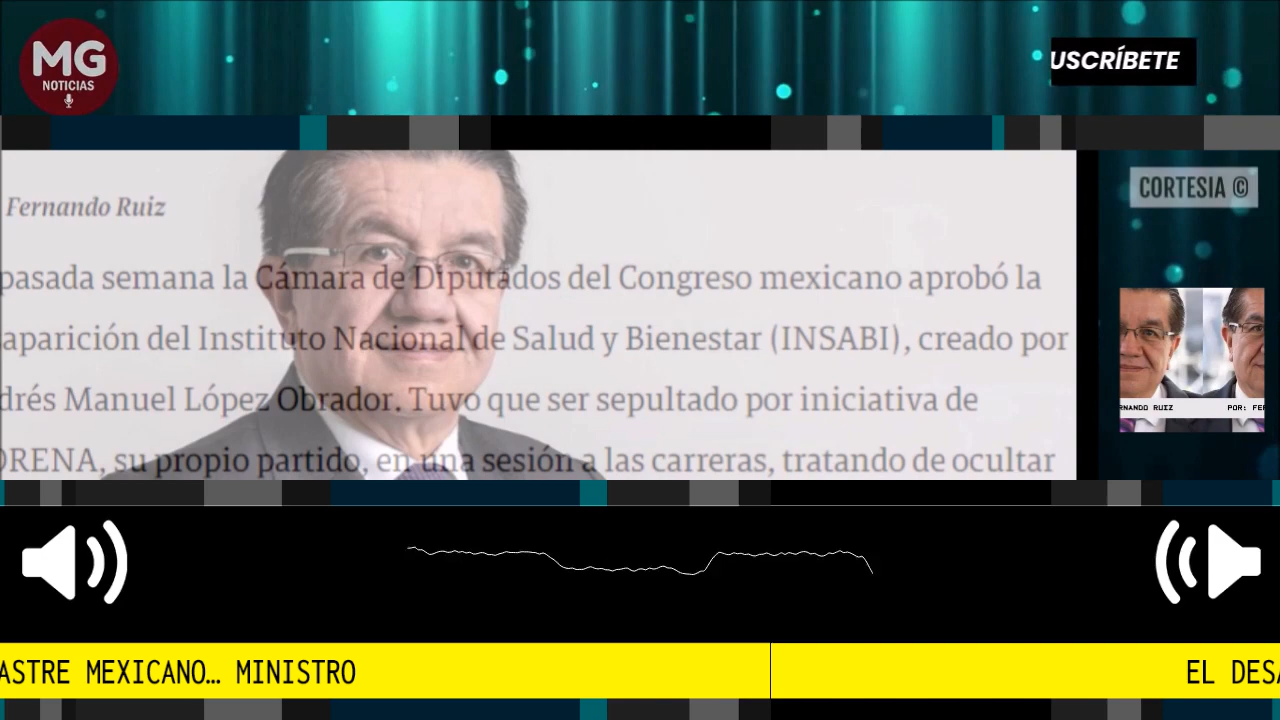 MG
NOTICIAS
USCRÍBETE
CORTESIA ©
Fernando Ruiz
pasada semana la Cámara de Diputados del Congreso mexicano aprobó la
aparición del Instituto Nacional de Salud y Bienestar (INSABI), creado por
drés Manuel López Obrador. Tuvo que ser sepultado por iniciativa de
ORENA, su propio partido, en una sesión a las carreras, tratando de ocultar
RNANDO RUIZ POR: FER
ASTRE MEXICANO... MINISTRO EL DESA